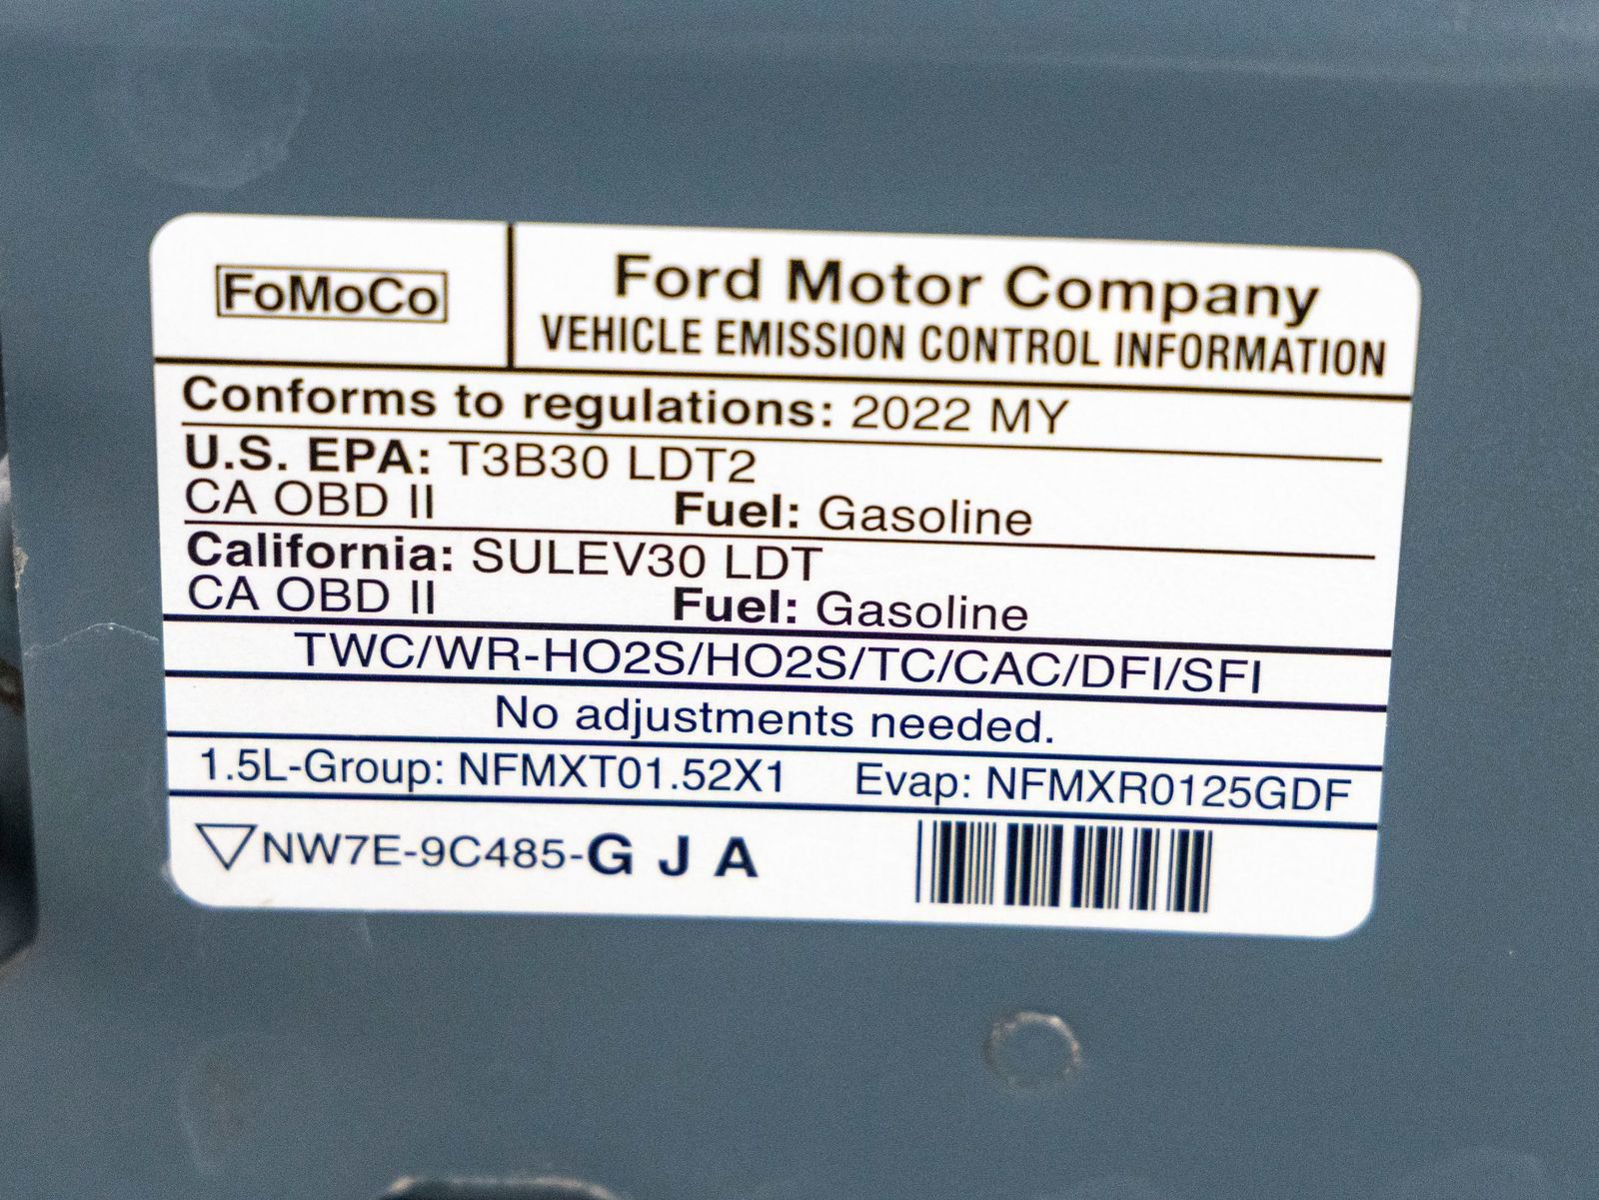 FoMoCo
Ford Motor Company
VEHICLE EMISSION CONTROL INFORMATION
Conforms to regulations: 2022 MY
U.S. EPA: T3B30 LDT2
CA OBD II Fuel: Gasoline
California: SULEV30 LDT
CA OBD II Fuel: Gasoline
TWC/WR-HO2S/HO2S/TC/CAC/DFI/SFI
No adjustments needed.
1.5L-Group: NFMXT01.52X1 Evap: NFMXR0125GDF
NW7E-9C485-G J A